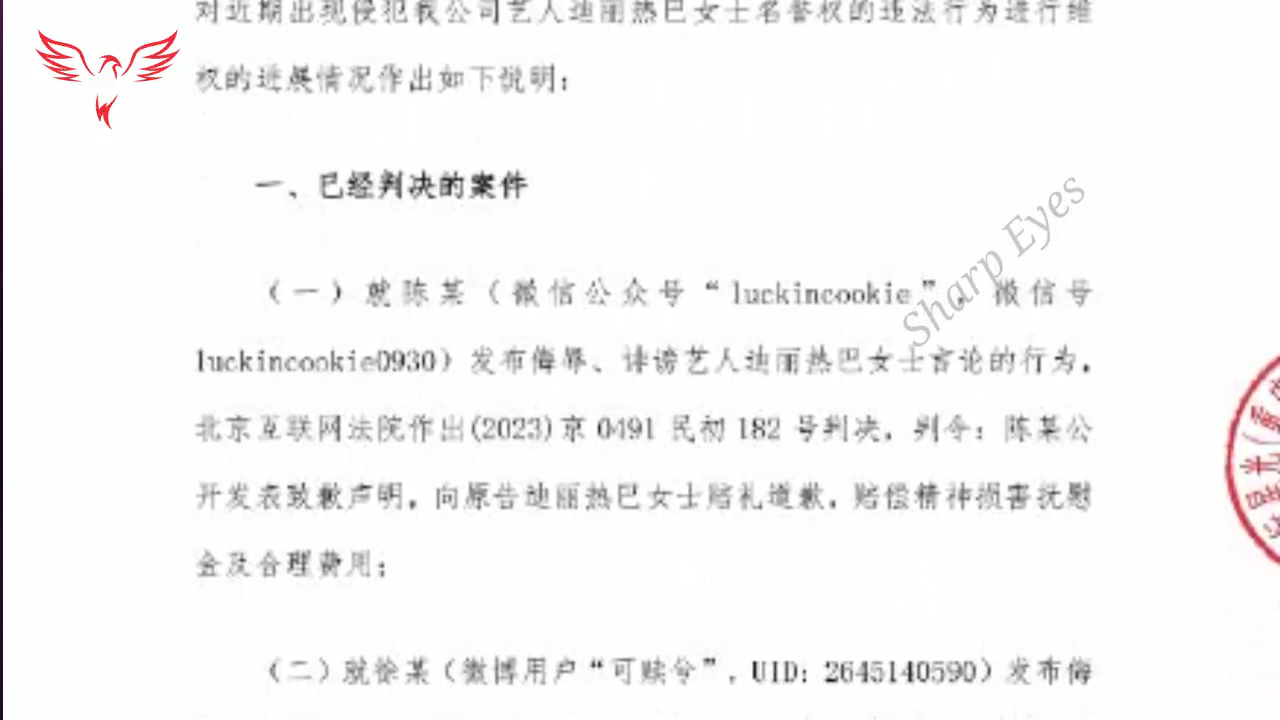 对近期出现侵犯我公司艺人迪丽热巴女士名誉权的违法行为进行维
权的进展情况作出如下说明：
一、已经判决的案件
（一）就陈某（微信公众号“luckincookie”，微信号
luckincookie0930）发布侮辱、诽谤艺人迪丽热巴女士言论的行为，
北京互联网法院作出(2023)京 0491 民初 182 号判决，判令：陈某公
开发表致歉声明，向原告迪丽热巴女士赔礼道歉，赔偿精神损害抚慰
金及合理费用；
（二）就徐某（微博用户“可赎兮”，UID：2645140590）发布侮
Sharp Eyes